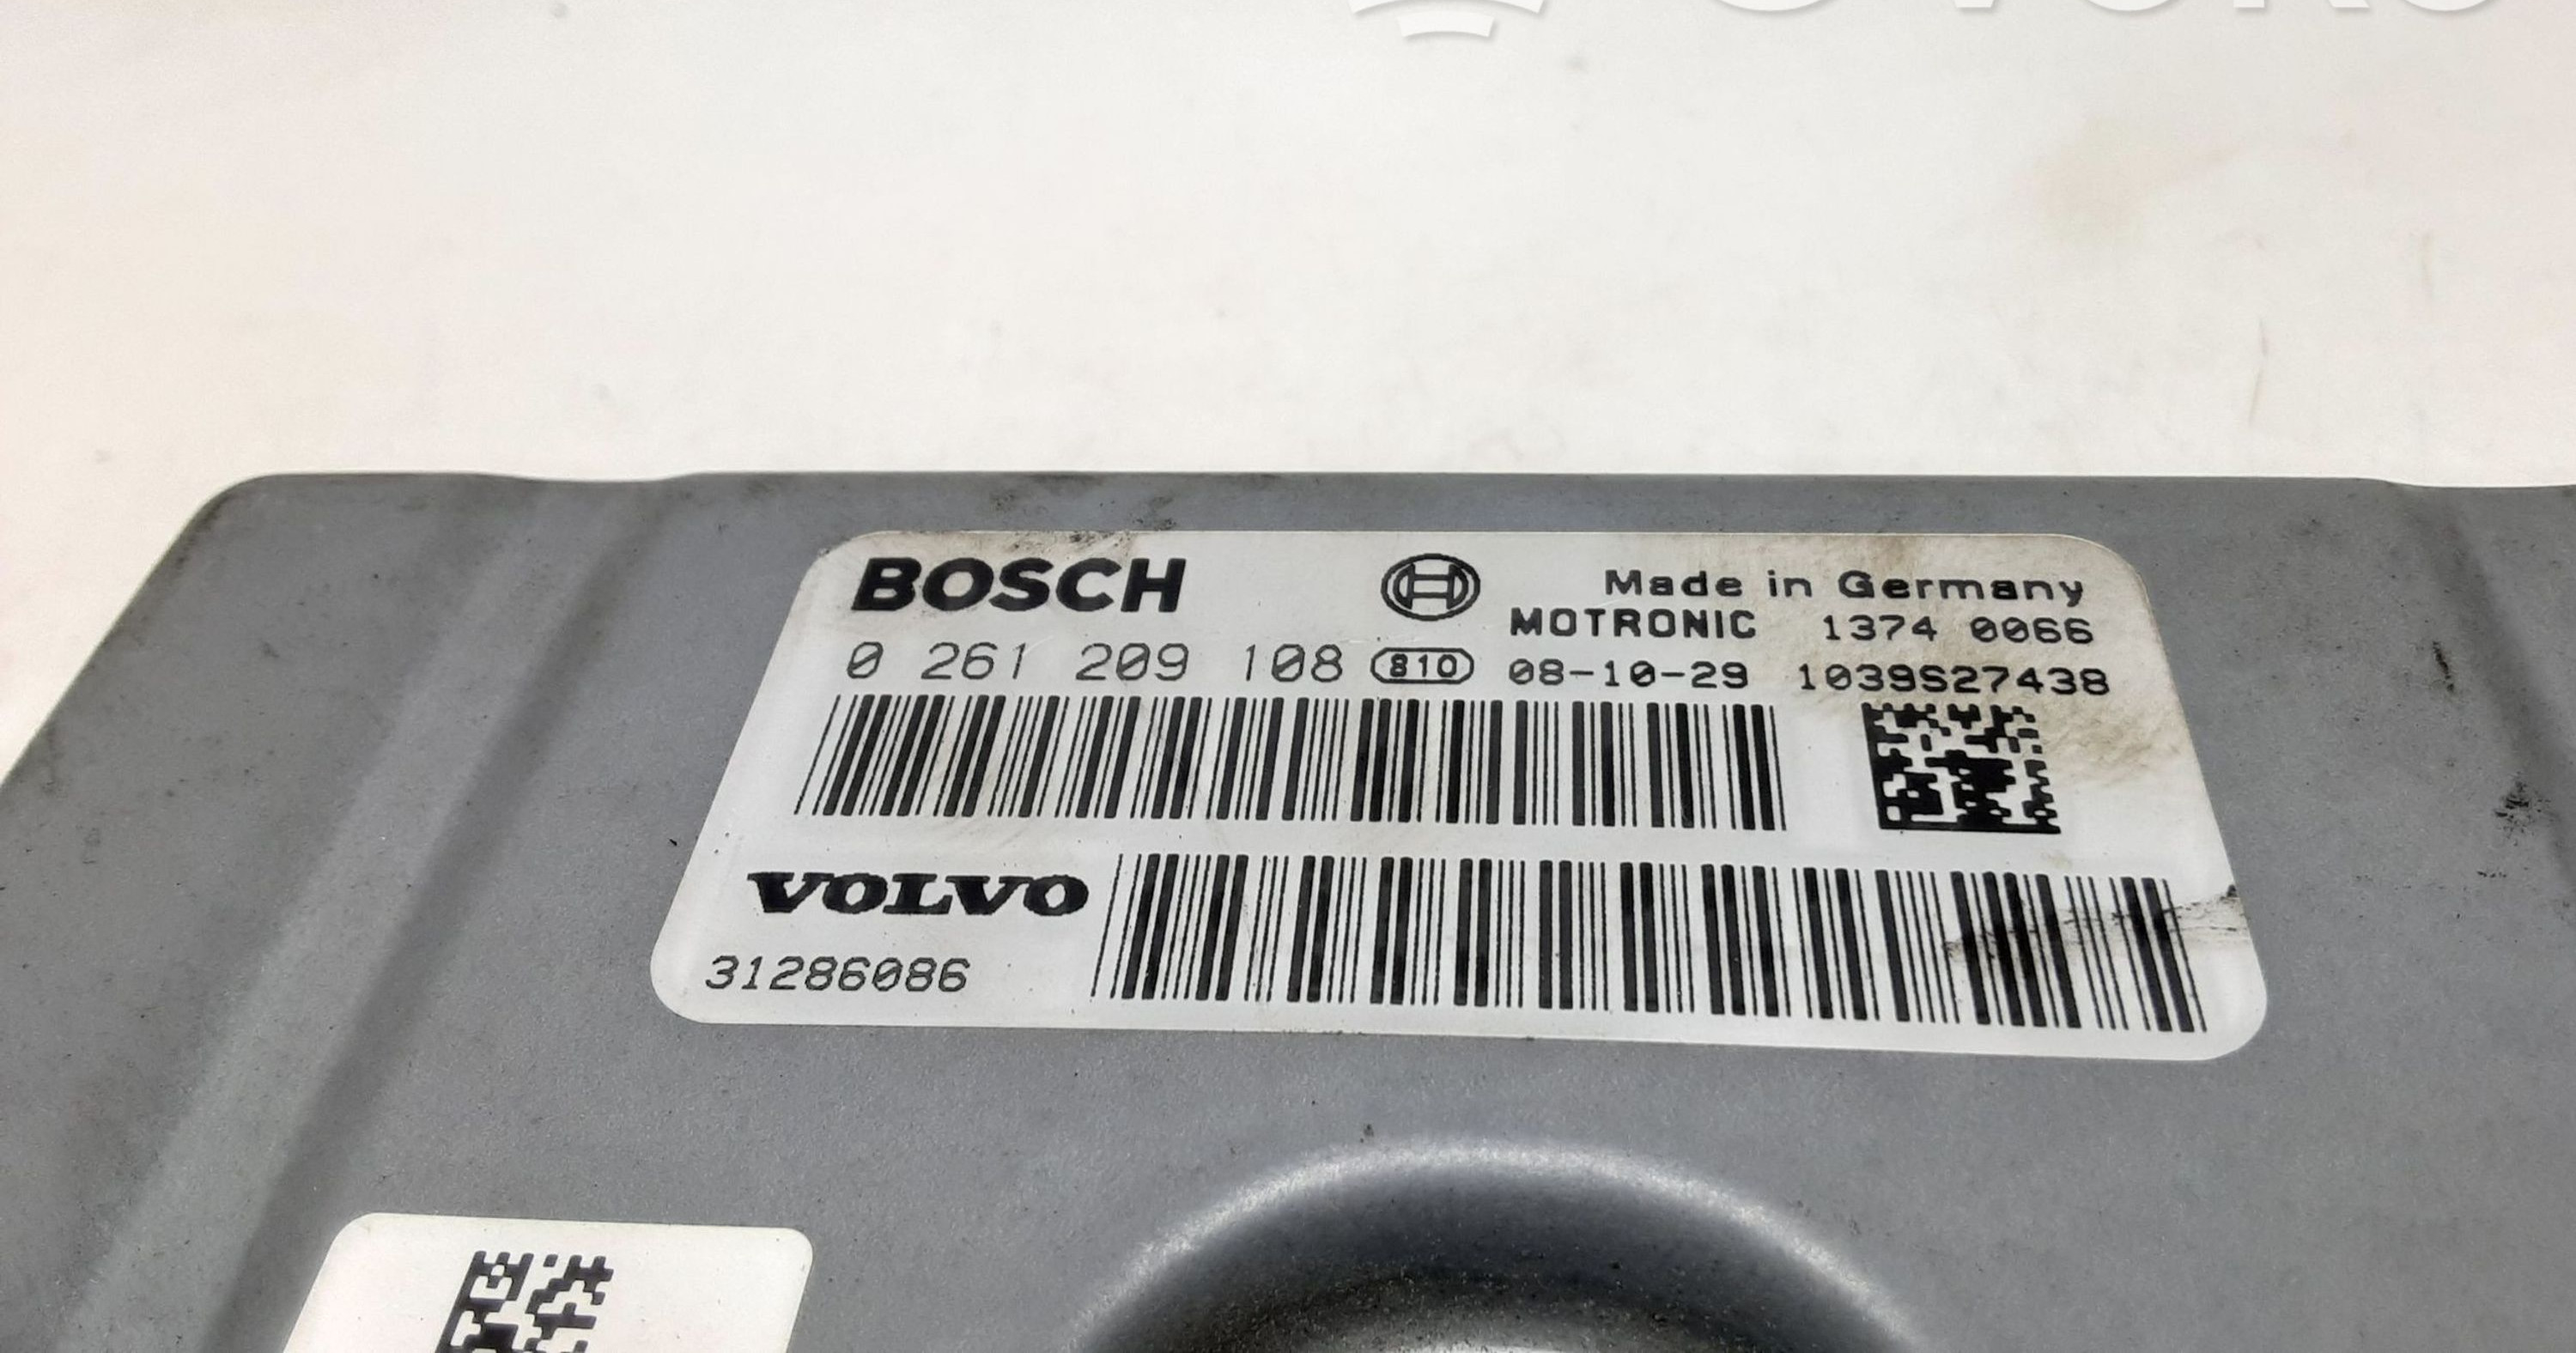 BOSCH
Made in Germany
MOTRONIC 1374 0066
0 261 209 108 810 08-10-29 1039S27438
VOLVO
31286086